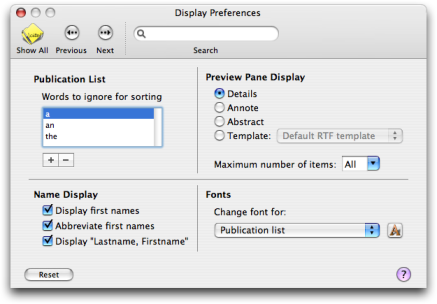 Display Preferences
Show All
Previous
Next
Search
Publication List
Words to ignore for sorting
a
an
the
+ −
Name Display
Display first names
Abbreviate first names
Display "Lastname, Firstname"
Preview Pane Display
Details
Annote
Abstract
Template: Default RTF template
Maximum number of items: All
Fonts
Change font for:
Publication list
Reset
?